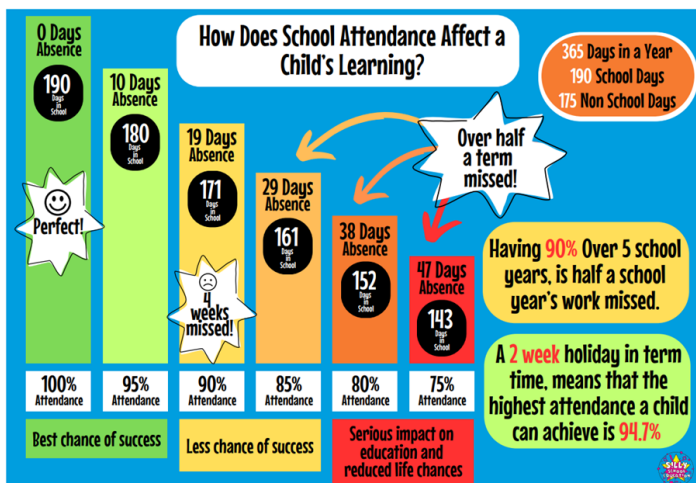 How Does School Attendance Affect a
Child's Learning?
365 Days in a Year
190 School Days
175 Non School Days
0 Days
Absence
190
Days
in
School
Perfect!
10 Days
Absence
180
Days
in
School
19 Days
Absence
171
Days
in
School
4
weeks
missed!
29 Days
Absence
161
Days
in
School
38 Days
Absence
152
Days
in
School
47 Days
Absence
143
Days
in
School
Over half
a term
missed!
Having 90% Over 5 school
years, is half a school
year's work missed.
A 2 week holiday in term
time, means that the
highest attendance a child
can achieve is 94.7%
100%
Attendance
95%
Attendance
90%
Attendance
85%
Attendance
80%
Attendance
75%
Attendance
Best chance of success
Less chance of success
Serious impact on
education and
reduced life chances
SILLY
School